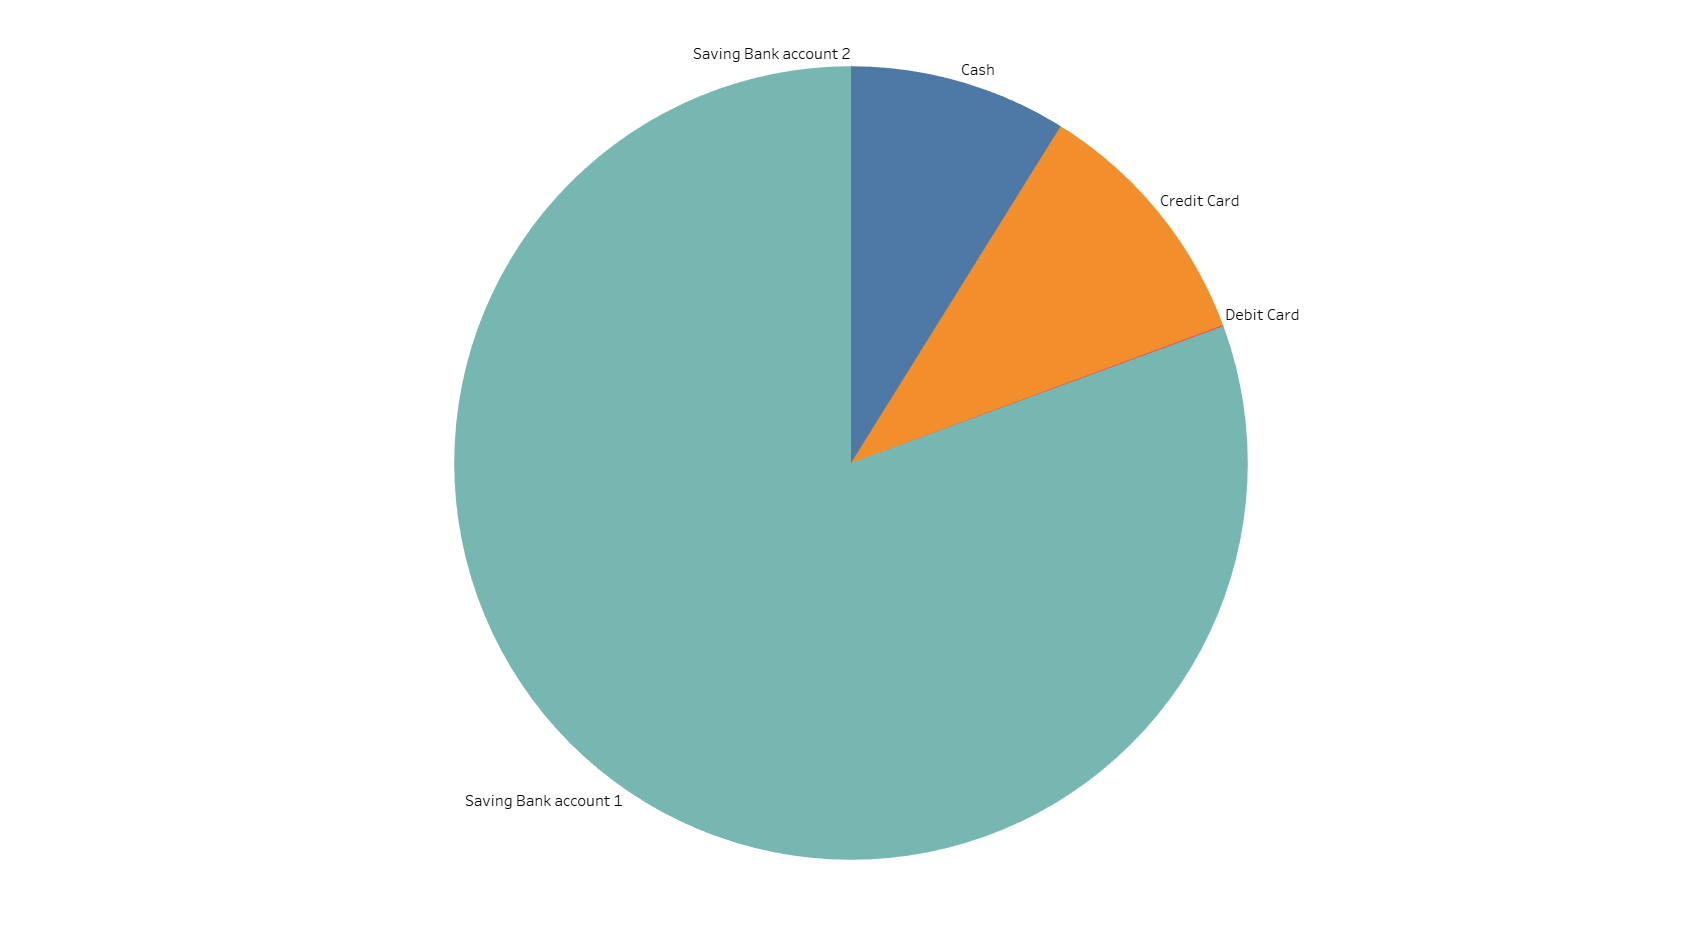 Saving Bank account 2
Cash
Credit Card
Debit Card
Saving Bank account 1